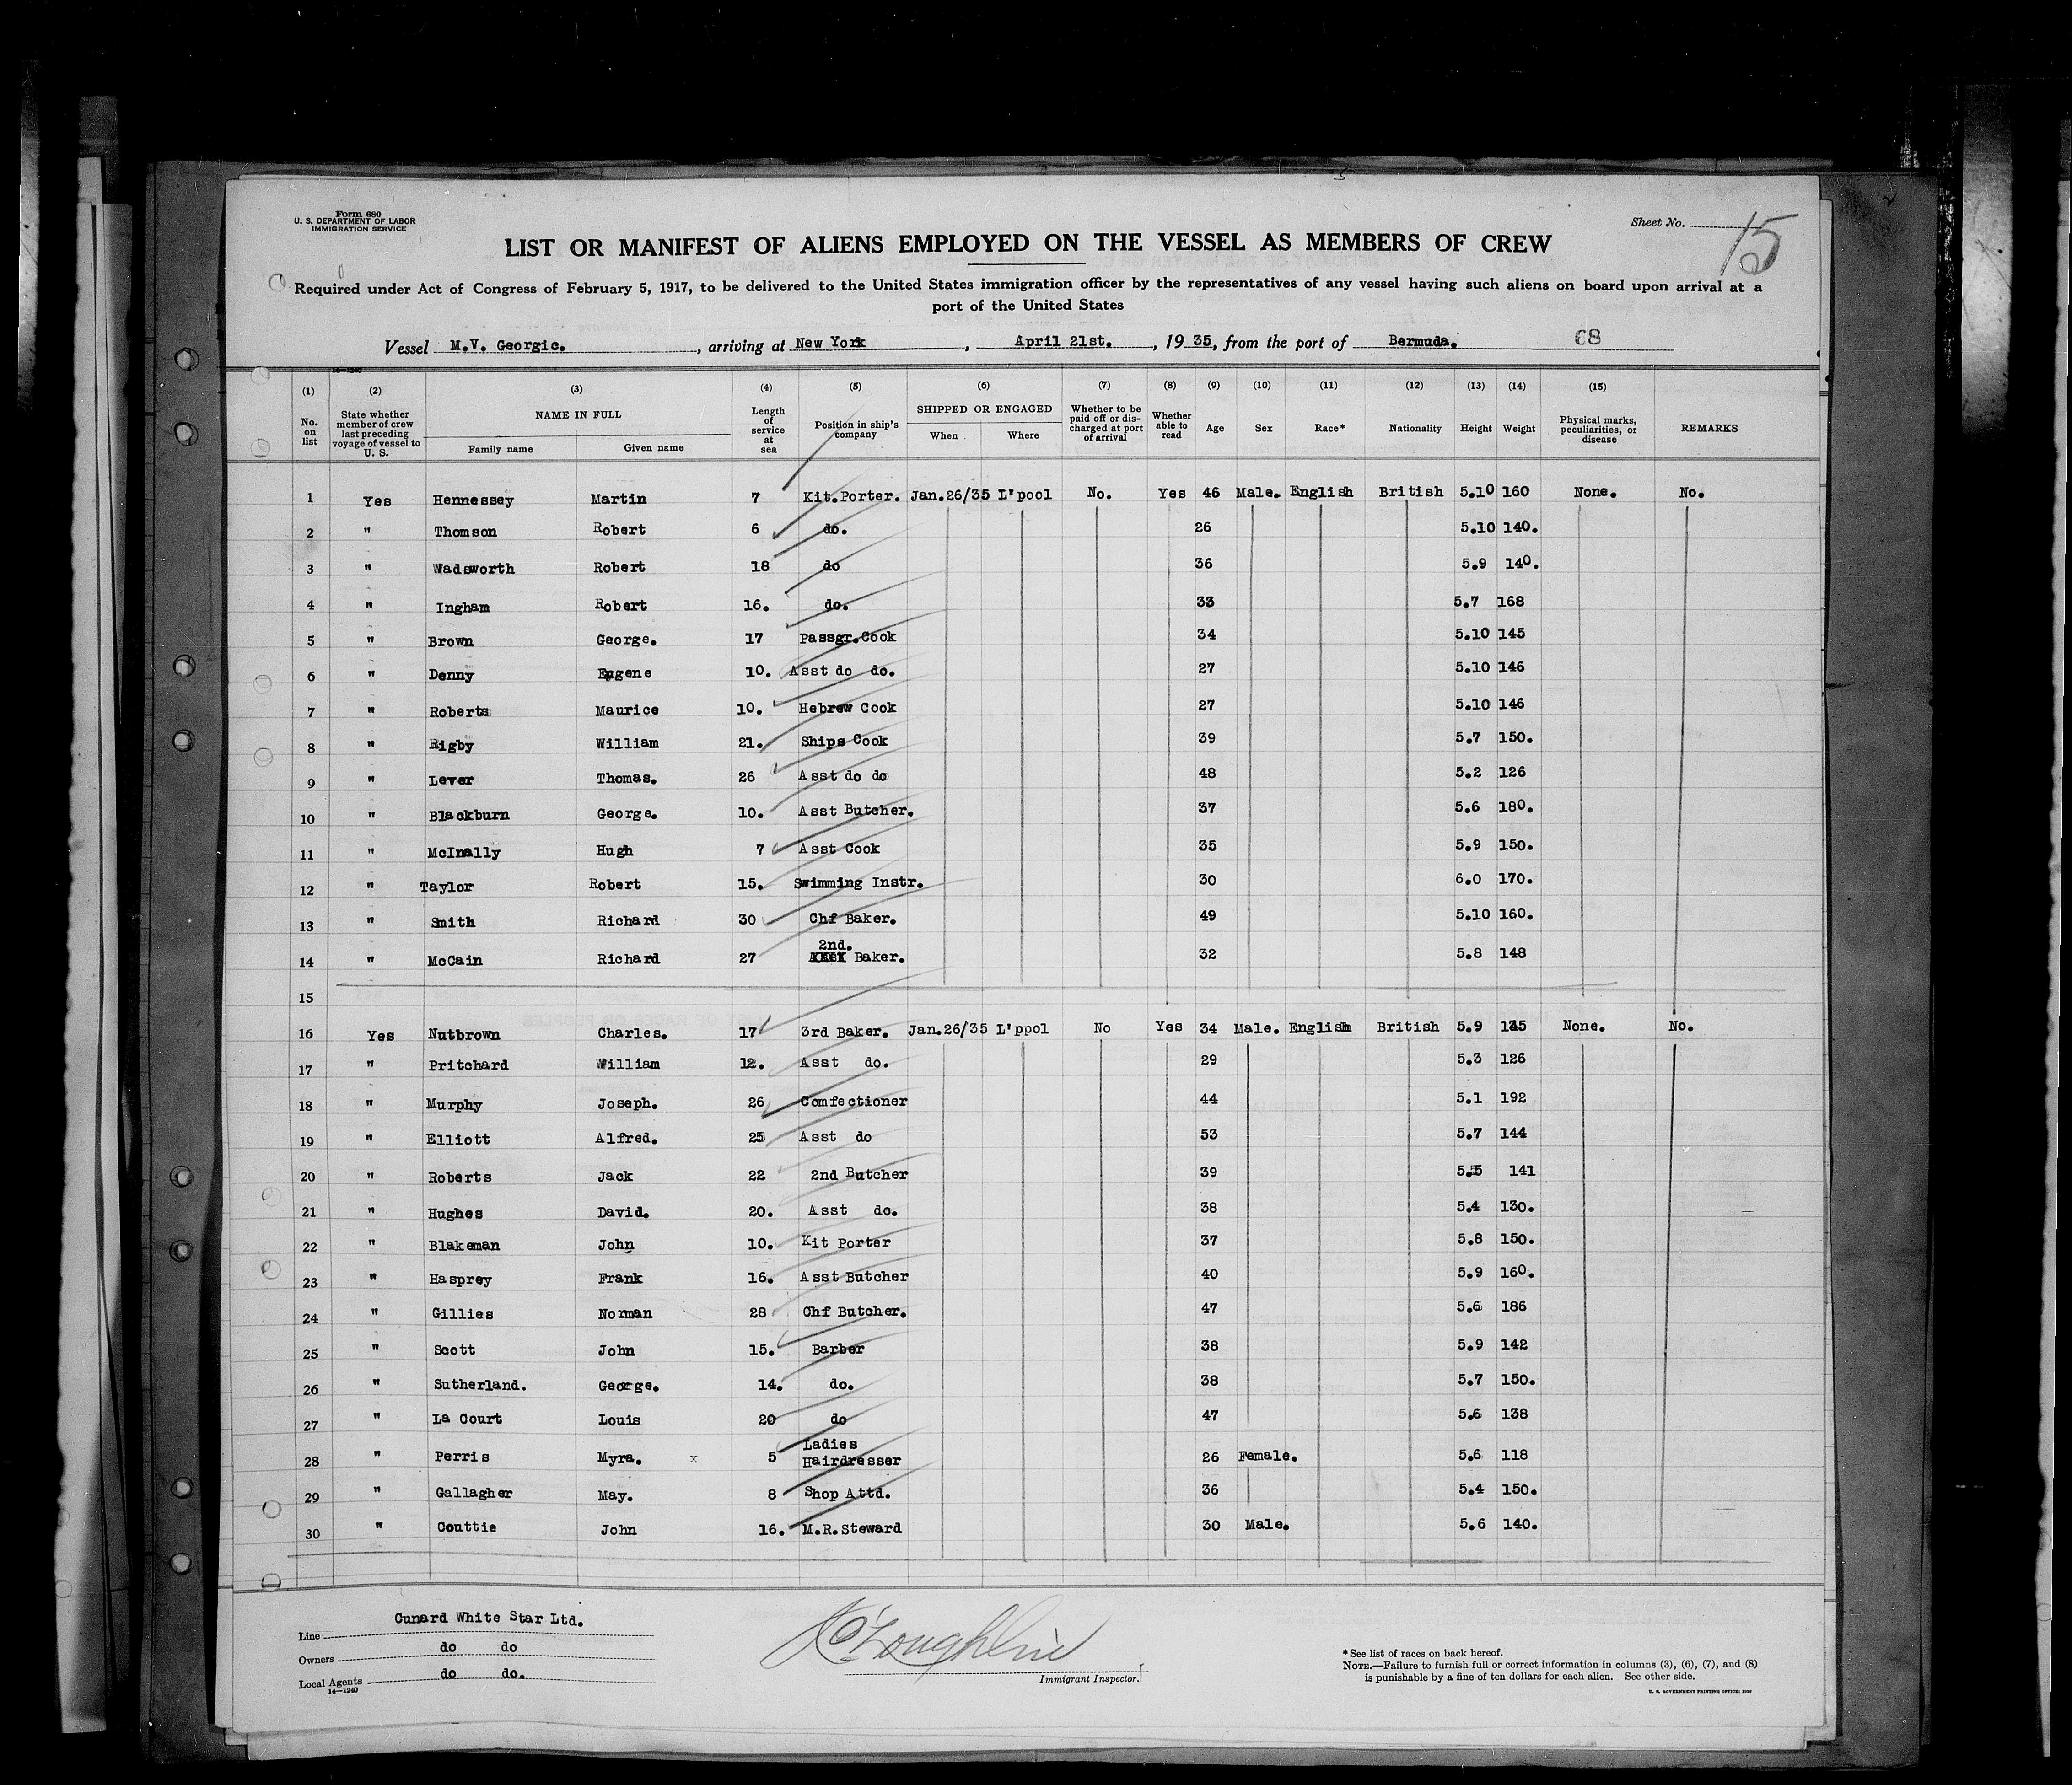 Form 680
U. S. DEPARTMENT OF LABOR
IMMIGRATION SERVICE
Sheet No. 15
LIST OR MANIFEST OF ALIENS EMPLOYED ON THE VESSEL AS MEMBERS OF CREW
Required under Act of Congress of February 5, 1917, to be delivered to the United States immigration officer by the representatives of any vessel having such aliens on board upon arrival at a
port of the United States
Vessel M.V. Georgic. , arriving at New York , April 21st. , 19 35, from the port of Bermuda. 68
(1) (2) (3) (4) (5) (6) (7) (8) (9) (10) (11) (12) (13) (14) (15)
No. on list State whether member of crew last preceding voyage of vessel to U. S. NAME IN FULL Family name Given name Length of service at sea Position in ship's company SHIPPED OR ENGAGED When Where Whether to be paid off or discharged at port of arrival Whether able to read Age Sex Race* Nationality Height Weight Physical marks, peculiarities, or disease REMARKS
1 Yes Hennessey Martin 7 Kit.Porter. Jan.26/35 L'pool No. Yes 46 Male. English British 5.10 160 None. No.
2 " Thomson Robert 6 do. 26 5.10 140.
3 " Wadsworth Robert 18 do 36 5.9 140.
4 " Ingham Robert 16. do. 33 5.7 168
5 " Brown George. 17 Passgr.Cook 34 5.10 145
6 " Denny Eugene 10. Asst do do. 27 5.10 146
7 " Roberts Maurice 10. Hebrew Cook 27 5.10 146
8 " Rigby William 21. Ships Cook 39 5.7 150.
9 " Lever Thomas. 26 Asst do do 48 5.2 126
10 " Blackburn George. 10. Asst Butcher. 37 5.6 180.
11 " McInally Hugh 7 Asst Cook 35 5.9 150.
12 " Taylor Robert 15. Swimming Instr. 30 6.0 170.
13 " Smith Richard 30 Chf Baker. 49 5.10 160.
14 " McCain Richard 27 2nd. Baker. 32 5.8 148
15
16 Yes Nutbrown Charles. 17 3rd Baker. Jan.26/35 L'ppol No Yes 34 Male. English British 5.9 135 None. No.
17 " Pritchard William 12. Asst do. 29 5.3 126
18 " Murphy Joseph. 26 Comfectioner 44 5.1 192
19 " Elliott Alfred. 25 Asst do 53 5.7 144
20 " Roberts Jack 22 2nd Butcher 39 5.5 141
21 " Hughes David. 20. Asst do. 38 5.4 130.
22 " Blakeman John 10. Kit Porter 37 5.8 150.
23 " Hasprey Frank 16. Asst Butcher 40 5.9 160.
24 " Gillies Norman 28 Chf Butcher. 47 5.6 186
25 " Scott John 15. Barber 38 5.9 142
26 " Sutherland. George. 14. do. 38 5.7 150.
27 " La Court Louis 20 do 47 5.6 138
28 " Perris Myra. x 5 Ladies Hairdresser 26 Female. 5.6 118
29 " Gallagher May. 8 Shop Attd. 36 5.4 150.
30 " Couttie John 16. M.R.Steward 30 Male. 5.6 140.
Line Cunard White Star Ltd.
Owners do do
Local Agents do do.
14—1240
Immigrant Inspector.
* See list of races on back hereof.
NOTE.—Failure to furnish full or correct information in columns (3), (6), (7), and (8)
is punishable by a fine of ten dollars for each alien. See other side.